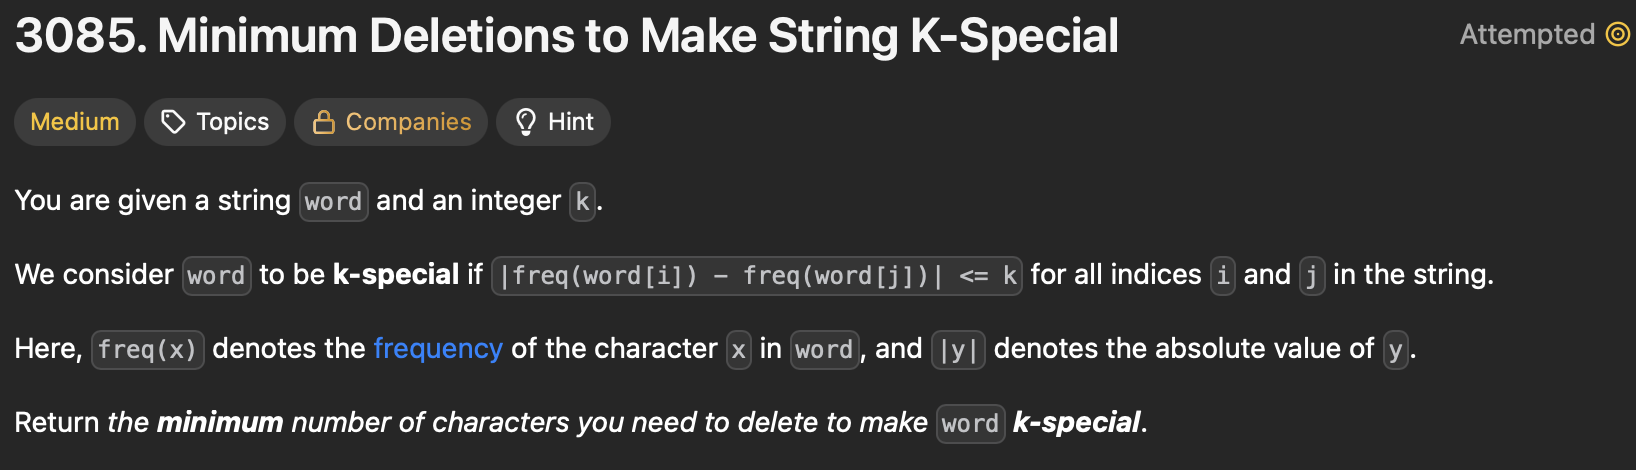 3085. Minimum Deletions to Make String K-Special
Attempted
Medium Topics Companies Hint
You are given a string word and an integer k.
We consider word to be k-special if |freq(word[i]) - freq(word[j])| <= k for all indices i and j in the string.
Here, freq(x) denotes the frequency of the character x in word, and |y| denotes the absolute value of y.
Return the minimum number of characters you need to delete to make word k-special.